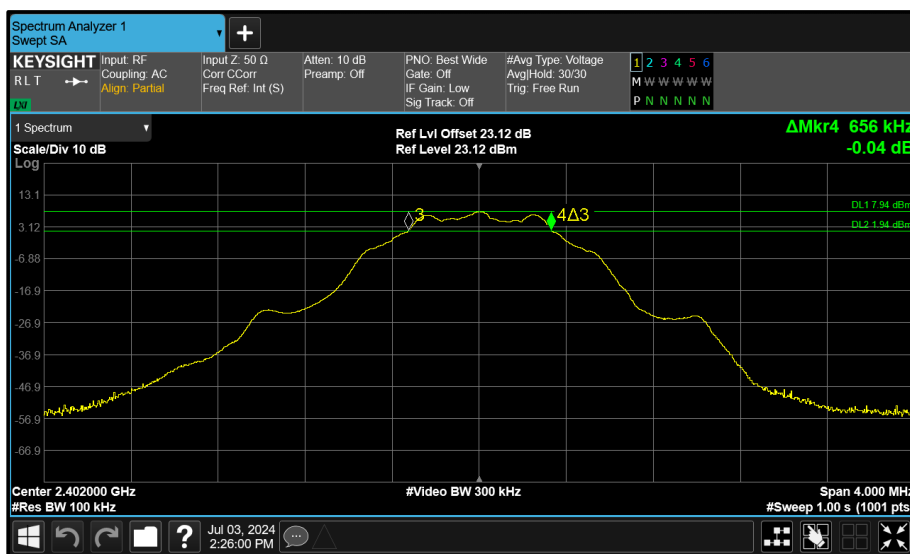 Spectrum Analyzer 1
Swept SA
KEYSIGHT
RLT
LXI
Input: RF
Coupling: AC
Align: Partial
Input Z: 50 Ω
Corr CCorr
Freq Ref: Int (S)
Atten: 10 dB
Preamp: Off
PNO: Best Wide
Gate: Off
IF Gain: Low
Sig Track: Off
#Avg Type: Voltage
Avg|Hold: 30/30
Trig: Free Run
1 2 3 4 5 6
M W W W W W
P N N N N N
1 Spectrum
Scale/Div 10 dB
Log
Ref Lvl Offset 23.12 dB
Ref Level 23.12 dBm
ΔMkr4 656 kHz
-0.04 dB
13.1
3.12
-6.88
-16.9
-26.9
-36.9
-46.9
-56.9
-66.9
3
4Δ3
DL1 7.94 dBm
DL2 1.94 dBm
Center 2.402000 GHz
#Res BW 100 kHz
#Video BW 300 kHz
Span 4.000 MHz
#Sweep 1.00 s (1001 pts
?
Jul 03, 2024
2:26:00 PM